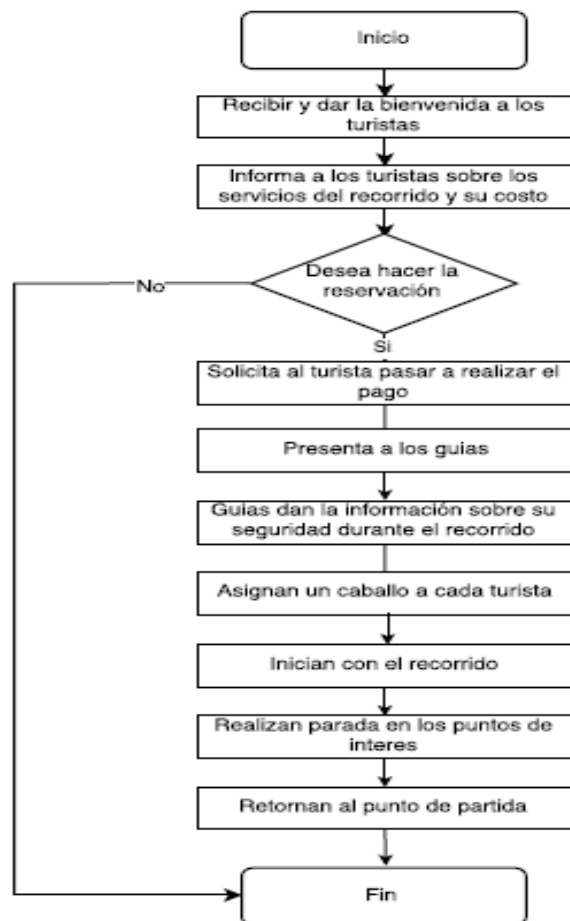 Inicio
Recibir y dar la bienvenida a los
turistas
Informa a los turistas sobre los
servicios del recorrido y su costo
Desea hacer la
reservación
No
Si
Solicita al turista pasar a realizar el
pago
Presenta a los guias
Guias dan la información sobre su
seguridad durante el recorrido
Asignan un caballo a cada turista
Inician con el recorrido
Realizan parada en los puntos de
interes
Retornan al punto de partida
Fin